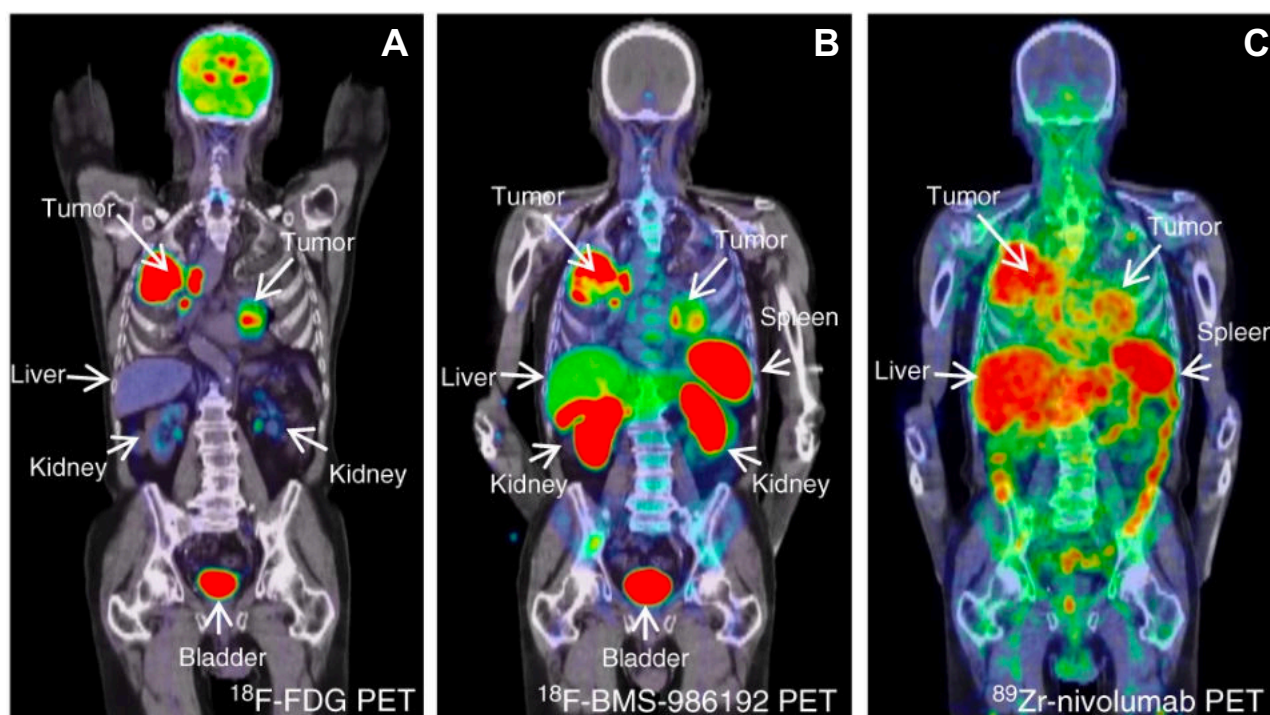 A
Tumor
Tumor
Liver
Kidney
Kidney
Bladder
18F-FDG PET
B
Tumor
Tumor
Spleen
Liver
Kidney
Kidney
Bladder
18F-BMS-986192 PET
C
Tumor
Tumor
Spleen
Liver
89Zr-nivolumab PET